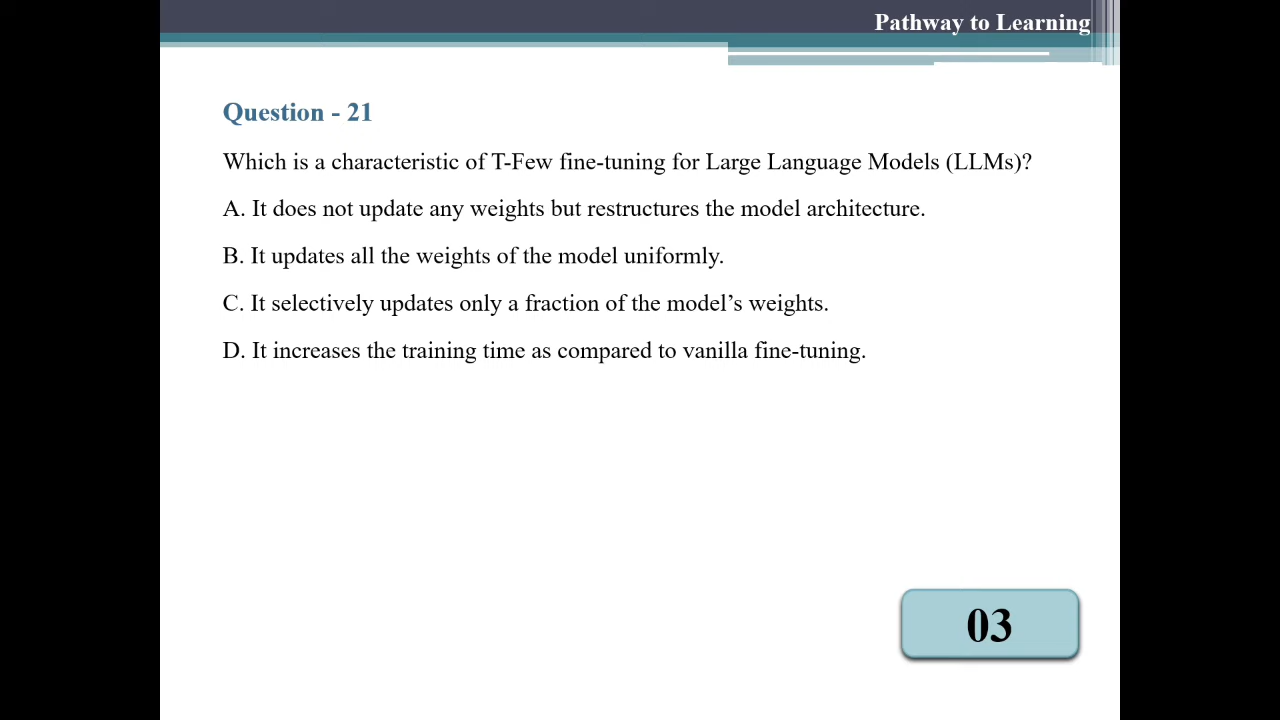 Pathway to Learning
Question - 21
Which is a characteristic of T-Few fine-tuning for Large Language Models (LLMs)?
A. It does not update any weights but restructures the model architecture.
B. It updates all the weights of the model uniformly.
C. It selectively updates only a fraction of the model’s weights.
D. It increases the training time as compared to vanilla fine-tuning.
03